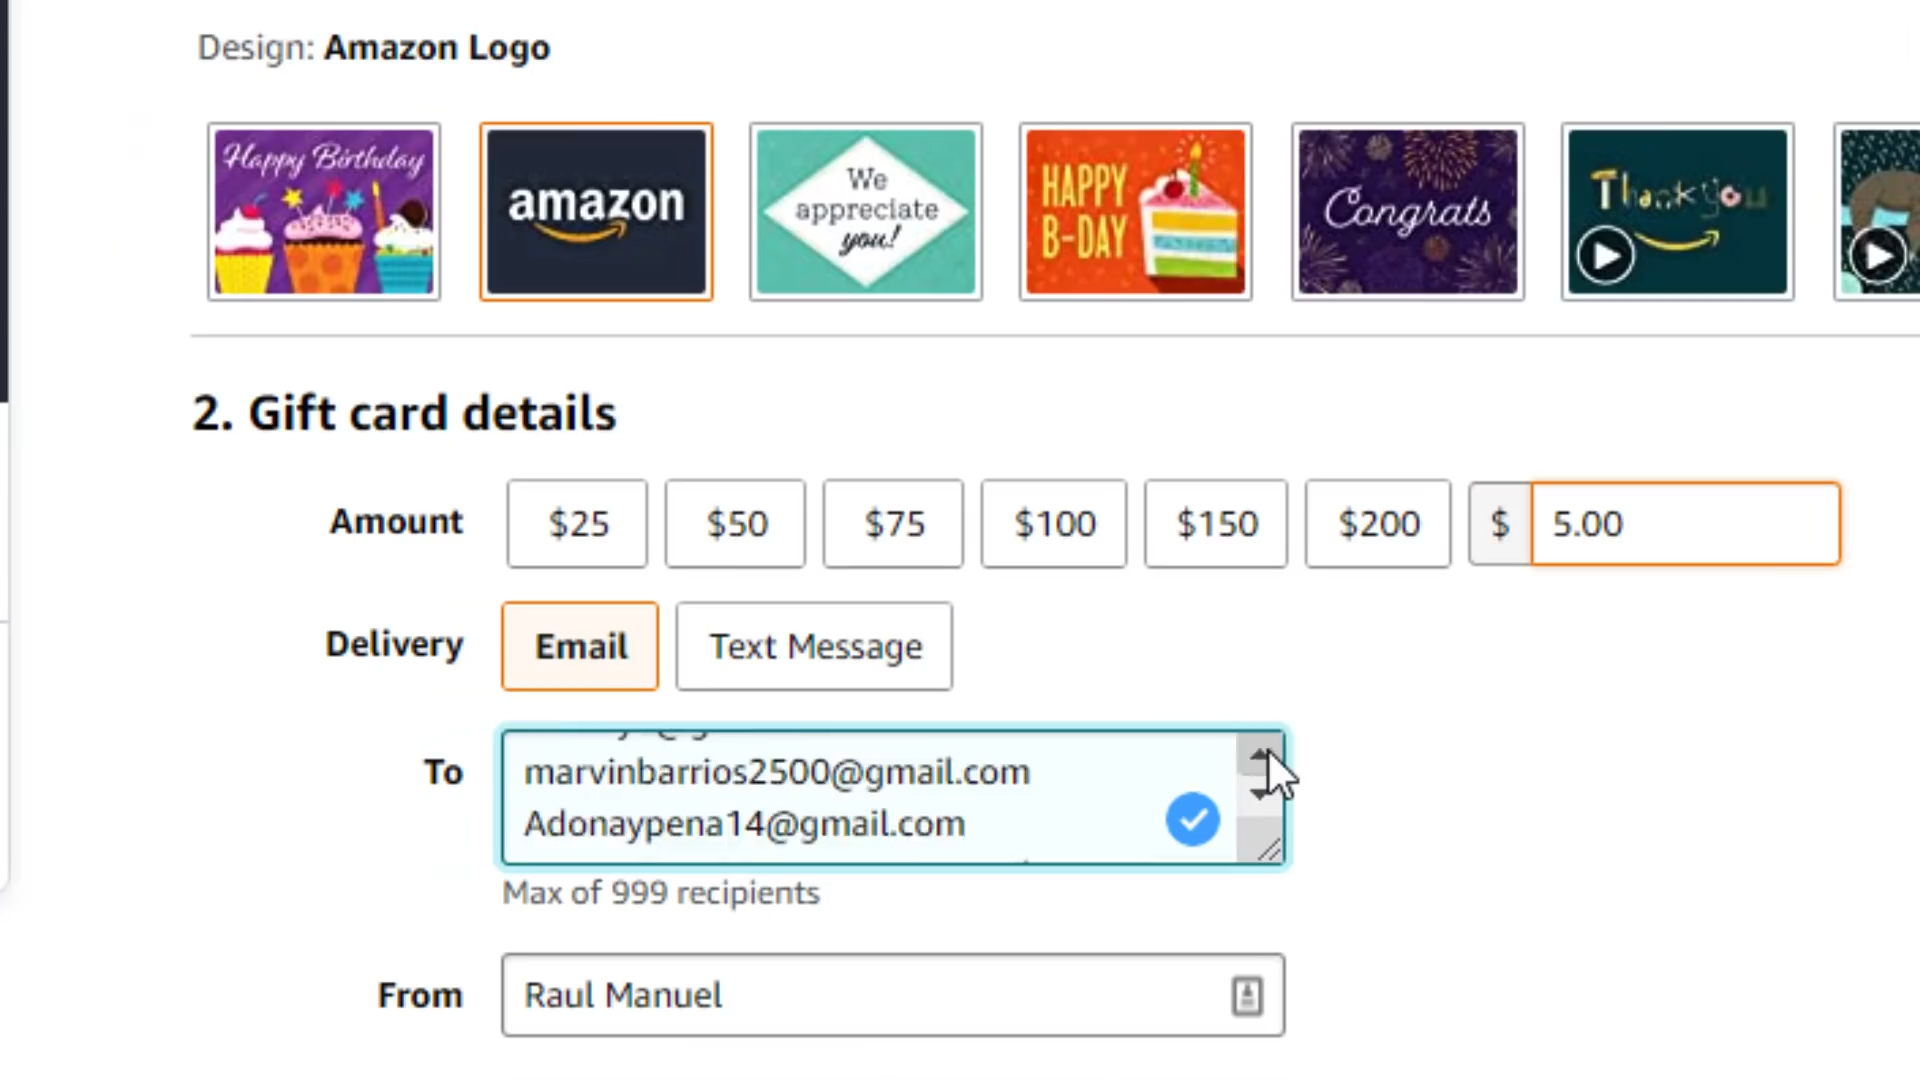 Design: Amazon Logo
Happy Birthday
amazon
We
appreciate
you!
HAPPY
B-DAY
Congrats
Thank you
2. Gift card details
Amount
$25
$50
$75
$100
$150
$200
$
5.00
Delivery
Email
Text Message
To
marvinbarrios2500@gmail.com
Adonaypena14@gmail.com
Max of 999 recipients
From
Raul Manuel